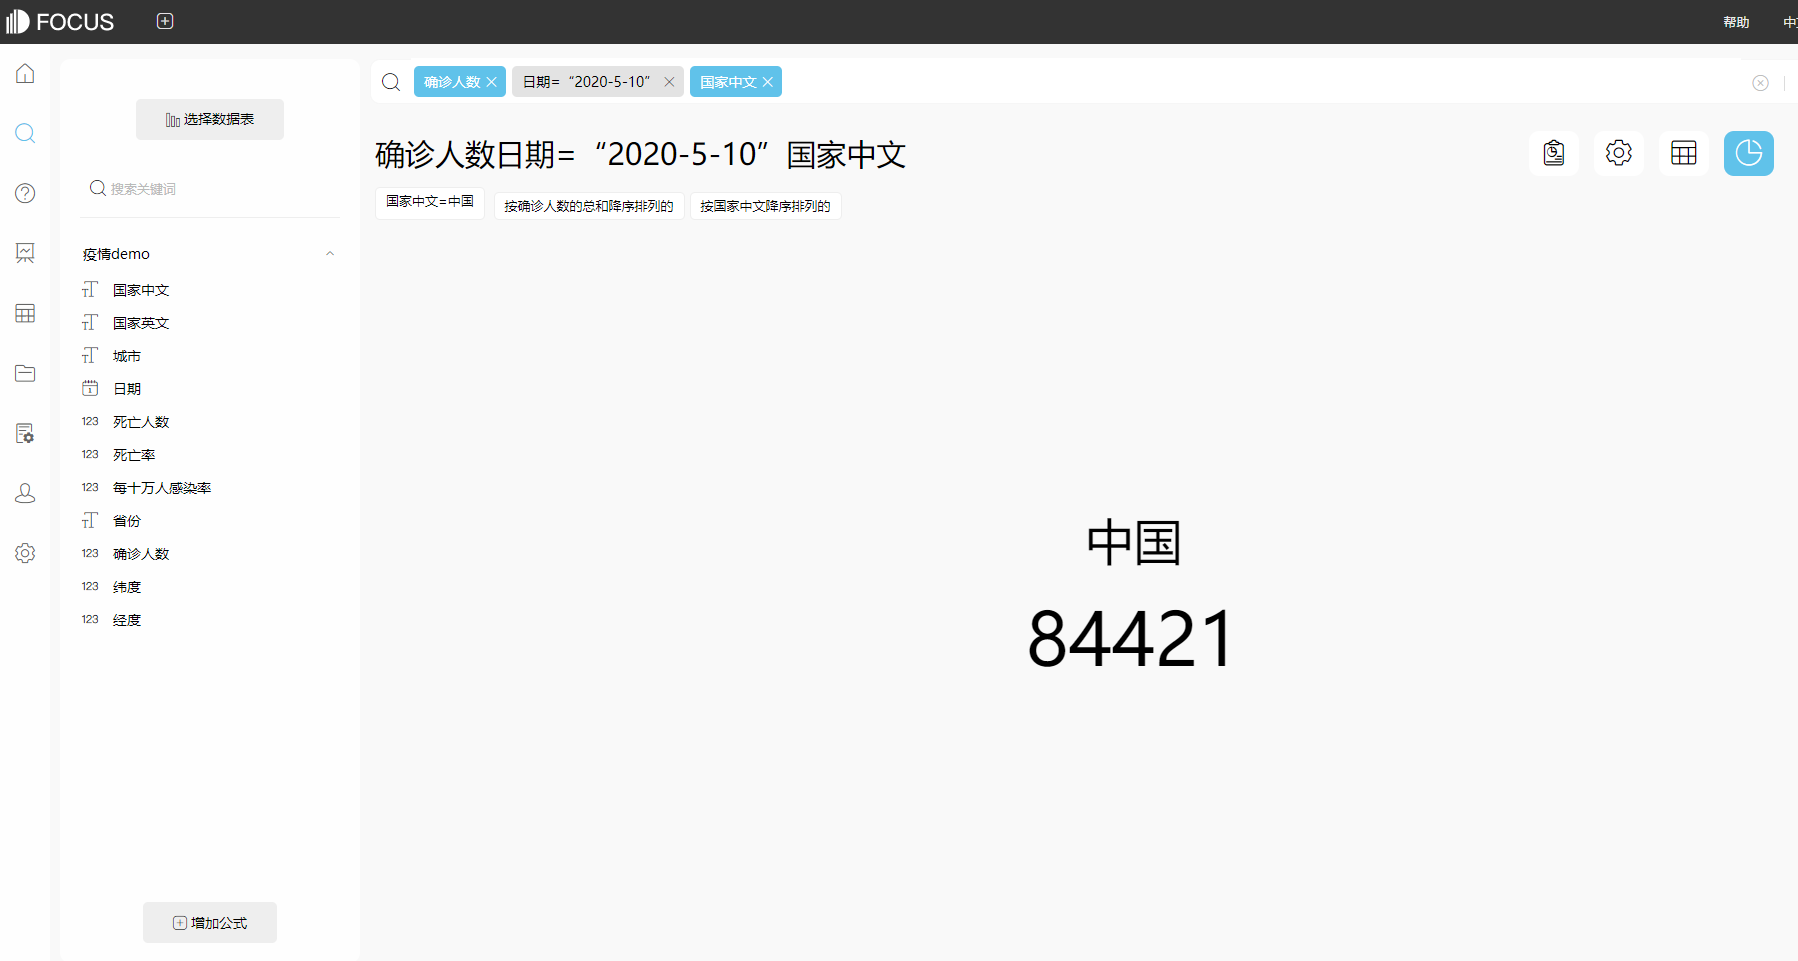 FOCUS
帮助
中文
确诊人数
日期= “2020-5-10”
国家中文
选择数据表
搜索关键词
疫情demo
国家中文
国家英文
城市
日期
123 死亡人数
123 死亡率
123 每十万人感染率
省份
123 确诊人数
123 纬度
123 经度
增加公式
确诊人数日期= “2020-5-10” 国家中文
国家中文=中国
按确诊人数的总和降序排列的
按国家中文降序排列的
中国
84421